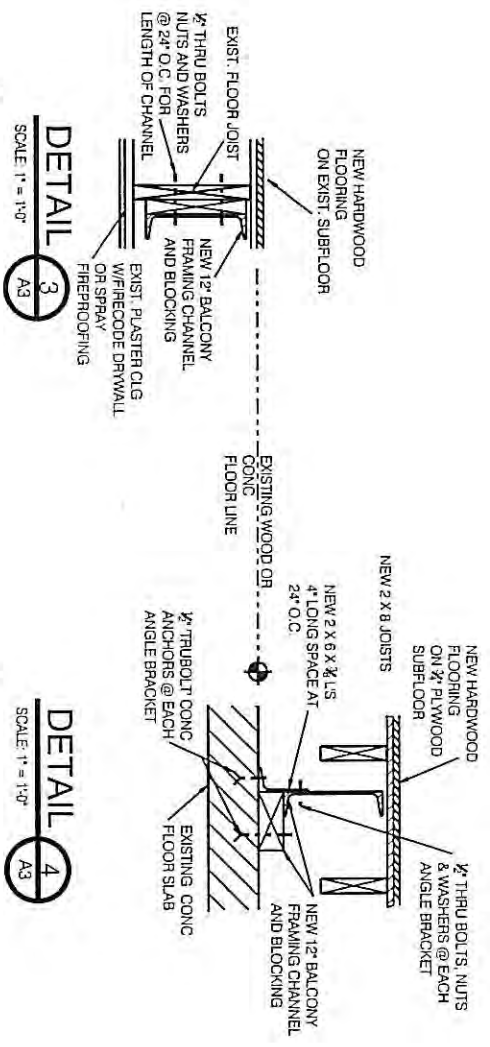 NEW HARDWOOD
FLOORING
ON EXIST. SUBFLOOR
EXIST. FLOOR JOIST
½" THRU BOLTS
NUTS AND WASHERS
@ 24" O.C. FOR
LENGTH OF CHANNEL
NEW 12" BALCONY
FRAMING CHANNEL
AND BLOCKING
EXIST. PLASTER CLG
W/FIRECODE DRYWALL
OR SPRAY
FIREPROOFING
DETAIL
3
A3
SCALE: 1" = 1'-0"
EXISTING WOOD OR
CONC
FLOOR LINE
NEW HARDWOOD
FLOORING
ON ¾" PLYWOOD
SUBFLOOR
NEW 2 X 8 JOISTS
NEW 2 X 6 X ¾ L'S
4" LONG SPACE AT
24" O.C.
½" TRUBOLT CONC
ANCHORS @ EACH
ANGLE BRACKET
½" THRU BOLTS, NUTS
& WASHERS @ EACH
ANGLE BRACKET
NEW 12" BALCONY
FRAMING CHANNEL
AND BLOCKING
EXISTING CONC
FLOOR SLAB
DETAIL
4
A3
SCALE: 1" = 1'-0"